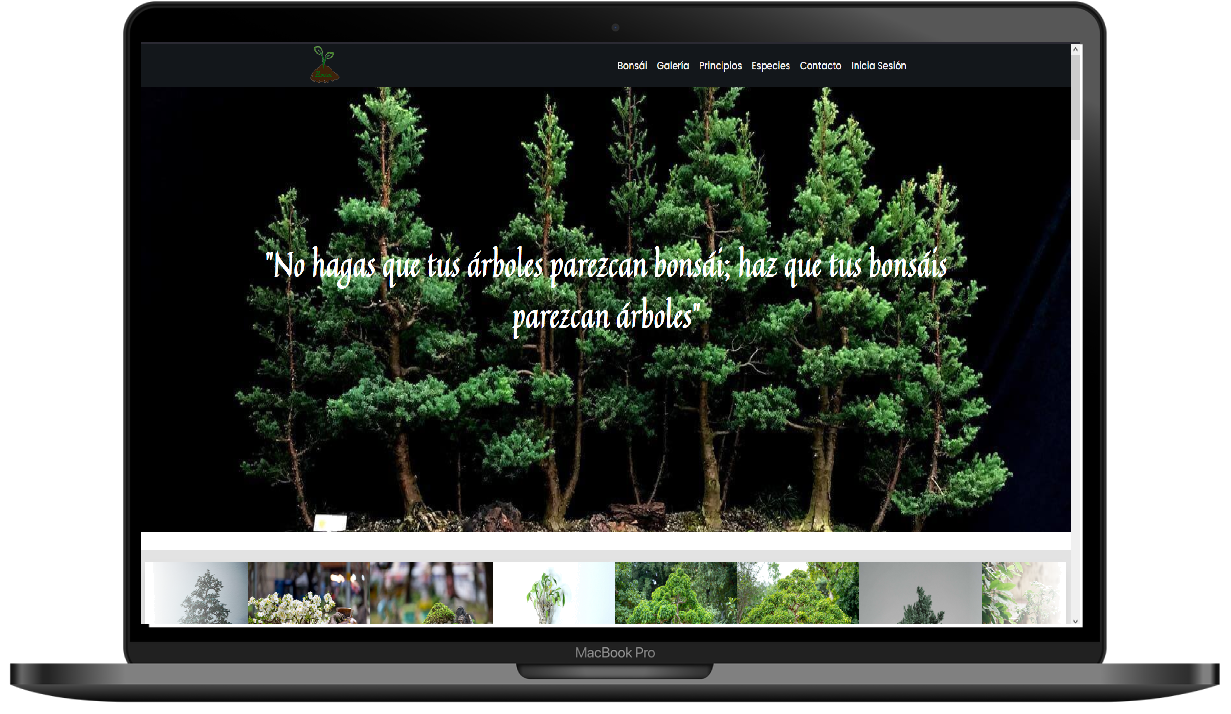 Bonsái Galería Principios Especies Contacto Inicia Sesión
"No hagas que tus árboles parezcan bonsái; haz que tus bonsáis
parezcan árboles"
MacBook Pro